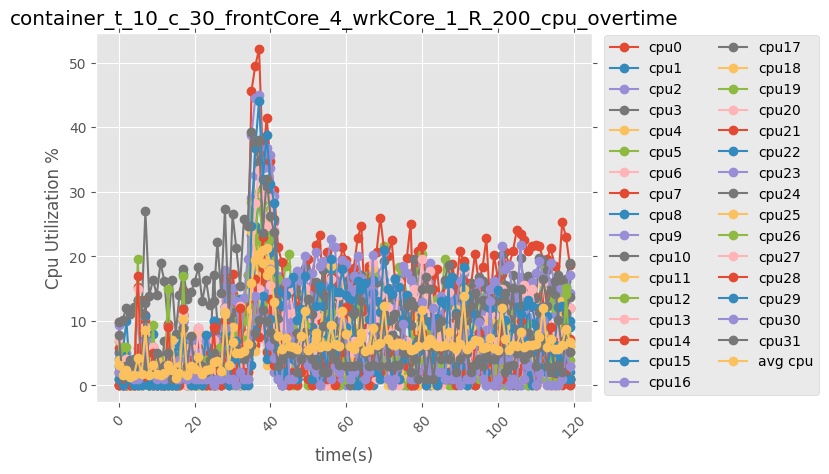 container_t_10_c_30_frontCore_4_wrkCore_1_R_200_cpu_overtime
Cpu Utilization %
50
40
30
20
10
0
0
20
40
60
80
100
120
time(s)
cpu0
cpu1
cpu2
cpu3
cpu4
cpu5
cpu6
cpu7
cpu8
cpu9
cpu10
cpu11
cpu12
cpu13
cpu14
cpu15
cpu16
cpu17
cpu18
cpu19
cpu20
cpu21
cpu22
cpu23
cpu24
cpu25
cpu26
cpu27
cpu28
cpu29
cpu30
cpu31
avg cpu